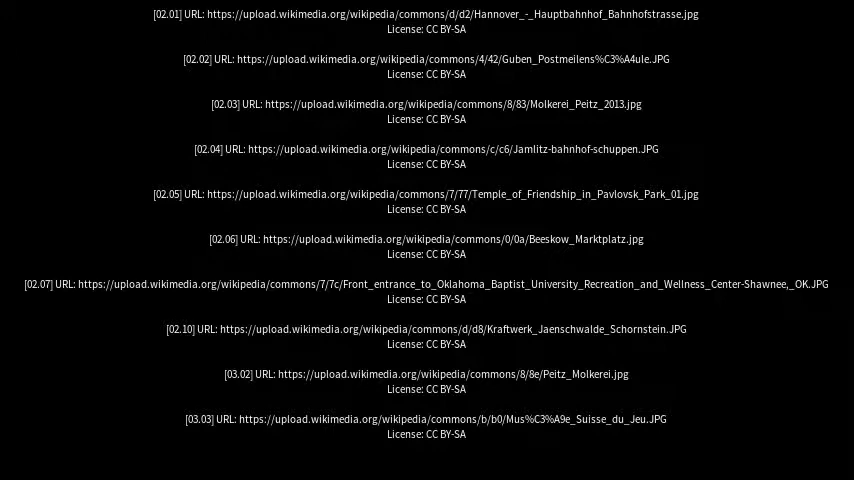 [02.01] URL: https://upload.wikimedia.org/wikipedia/commons/d/d2/Hannover_-_Hauptbahnhof_Bahnhofstrasse.jpg
License: CC BY-SA
[02.02] URL: https://upload.wikimedia.org/wikipedia/commons/4/42/Guben_Postmeilens%C3%A4ule.JPG
License: CC BY-SA
[02.03] URL: https://upload.wikimedia.org/wikipedia/commons/8/83/Molkerei_Peitz_2013.jpg
License: CC BY-SA
[02.04] URL: https://upload.wikimedia.org/wikipedia/commons/c/c6/Jamlitz-bahnhof-schuppen.JPG
License: CC BY-SA
[02.05] URL: https://upload.wikimedia.org/wikipedia/commons/7/77/Temple_of_Friendship_in_Pavlovsk_Park_01.jpg
License: CC BY-SA
[02.06] URL: https://upload.wikimedia.org/wikipedia/commons/0/0a/Beeskow_Marktplatz.jpg
License: CC BY-SA
[02.07] URL: https://upload.wikimedia.org/wikipedia/commons/7/7c/Front_entrance_to_Oklahoma_Baptist_University_Recreation_and_Wellness_Center-Shawnee,_OK.JPG
License: CC BY-SA
[02.10] URL: https://upload.wikimedia.org/wikipedia/commons/d/d8/Kraftwerk_Jaenschwalde_Schornstein.JPG
License: CC BY-SA
[03.02] URL: https://upload.wikimedia.org/wikipedia/commons/8/8e/Peitz_Molkerei.jpg
License: CC BY-SA
[03.03] URL: https://upload.wikimedia.org/wikipedia/commons/b/b0/Mus%C3%A9e_Suisse_du_Jeu.JPG
License: CC BY-SA